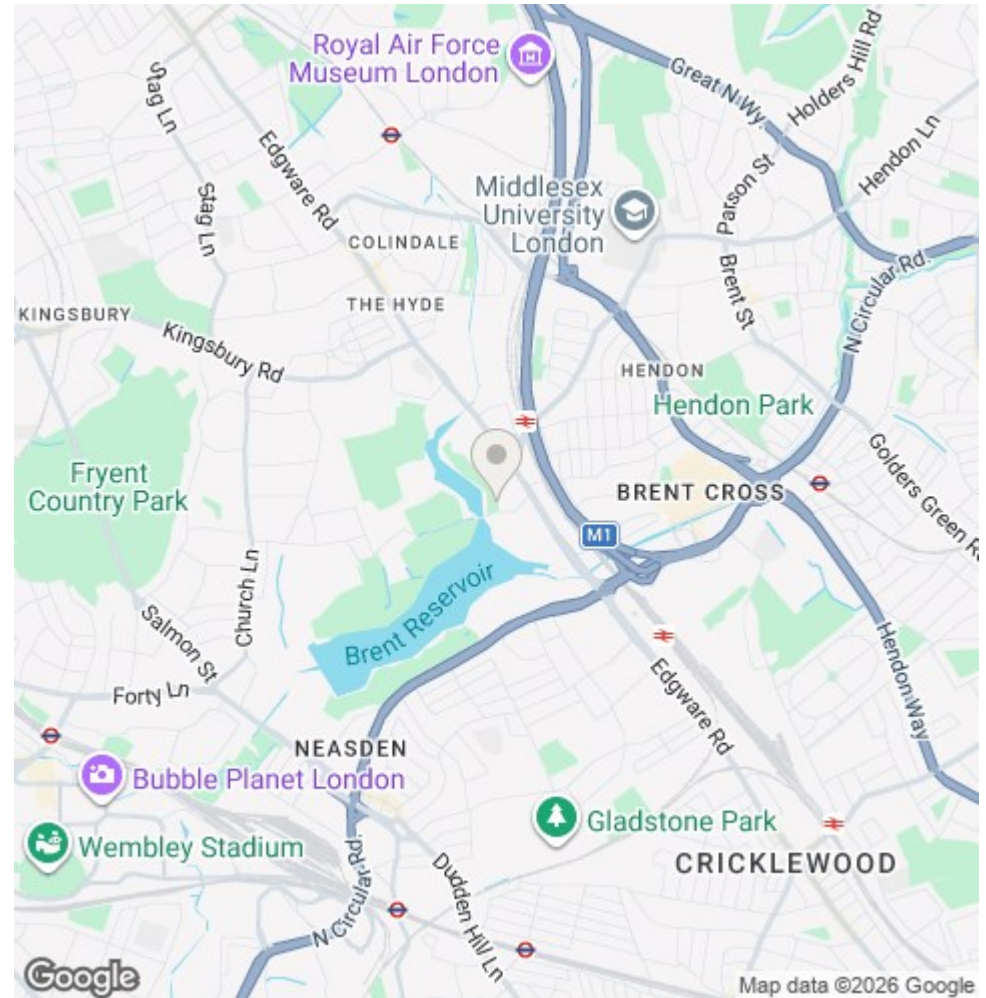 Royal Air Force
Museum London
Great N Wy.
Holders Hill Rd
Stag Ln
Edgware Rd
Parson St
Hendon Ln
Middlesex
University
London
Stag Ln
COLINDALE
Brent St
N Circular Rd.
KINGSBURY
THE HYDE
Kingsbury Rd
HENDON
Hendon Park
Golders Green Rd
Fryent
Country Park
BRENT CROSS
M1
Church Ln
Brent Reservoir
Salmon St
Hendon Way
Forty Ln
Edgware Rd
NEASDEN
Bubble Planet London
Gladstone Park
Wembley Stadium
CRICKLEWOOD
N Circular Rd.
Dudden Hill Ln
Google
Map data ©2026 Google